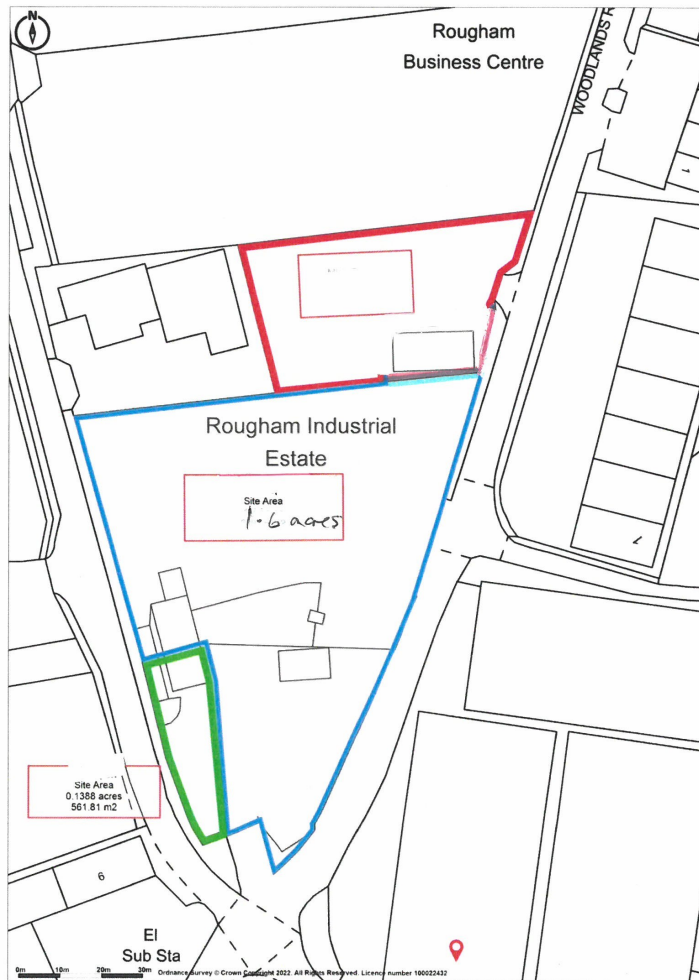 N
Rougham
Business Centre
WOODLANDS R
1
Rougham Industrial
Estate
Site Area
1.6 acres
7
Site Area
0.1388 acres
561.81 m2
6
El
Sub Sta
0m 10m 20m 30m
Ordnance Survey © Crown Copyright 2022. All Rights Reserved. Licence number 100022432